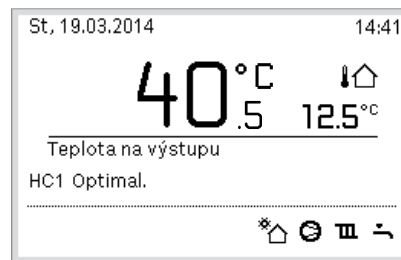 St, 19.03.2014 14:41
40.5 °C
12.5°C
Teplota na výstupu
HC1 Optimal.